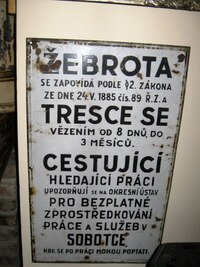 ŽEBROTA
SE ZAPOVÍDÁ PODLE §2. ZÁKONA
ZE DNE 24.V. 1885 čís. 89 Ř.Z. A
TRESCE SE
VĚZENÍM OD 8 DNŮ, DO
3 MĚSÍCŮ.
CESTUJÍCÍ
HLEDAJÍCÍ PRÁCI
UPOZORŇUJÍ SE NA OKRESNÍ ÚSTAV
PRO BEZPLATNÉ
ZPROSTŘEDKOVÁNÍ
PRÁCE A SLUŽEB V
SOBOTCE
KDE SE PO PRÁCI MOHOU POPTATI.